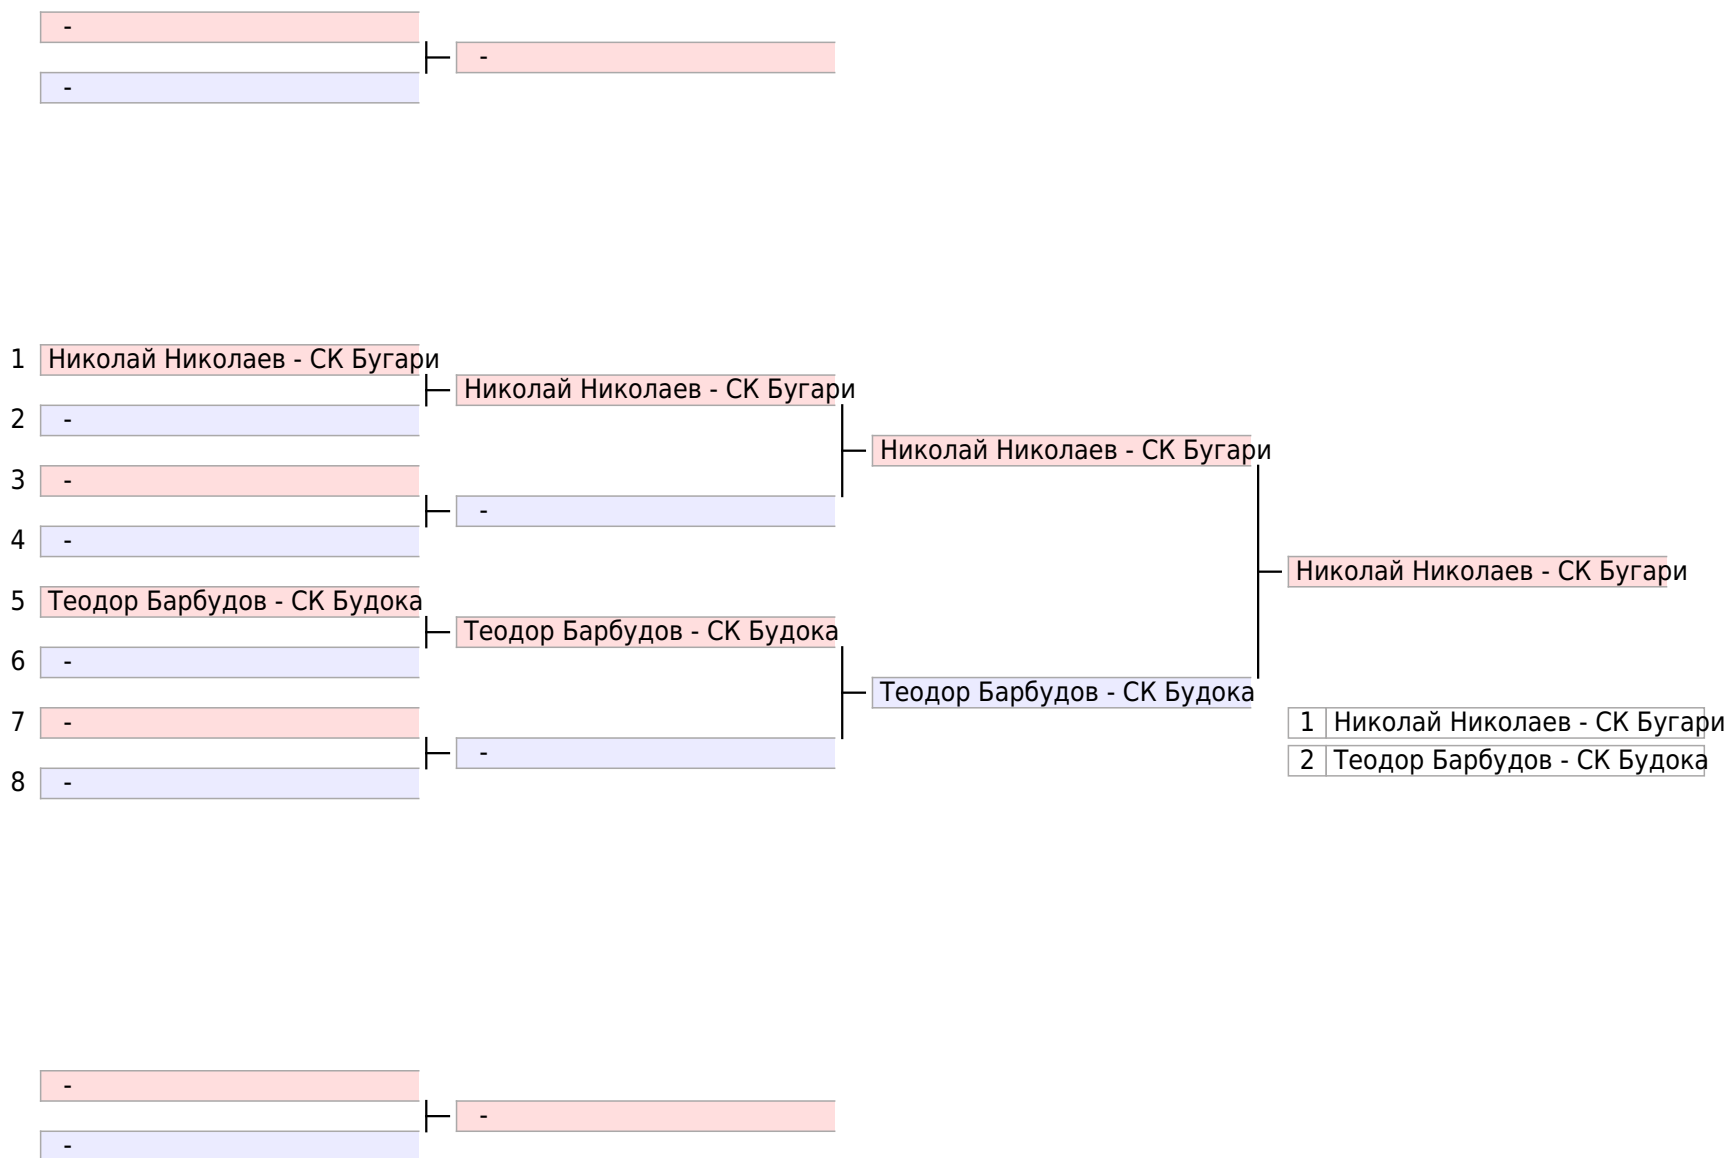 -
-
-
1 Николай Николаев - СК Бугари
Николай Николаев - СК Бугари
2 -
Николай Николаев - СК Бугари
3 -
-
4 -
Николай Николаев - СК Бугари
5 Теодор Барбудов - СК Будока
Теодор Барбудов - СК Будока
6 -
Теодор Барбудов - СК Будока
7 -
1 Николай Николаев - СК Бугари
-
2 Теодор Барбудов - СК Будока
8 -
-
-
-